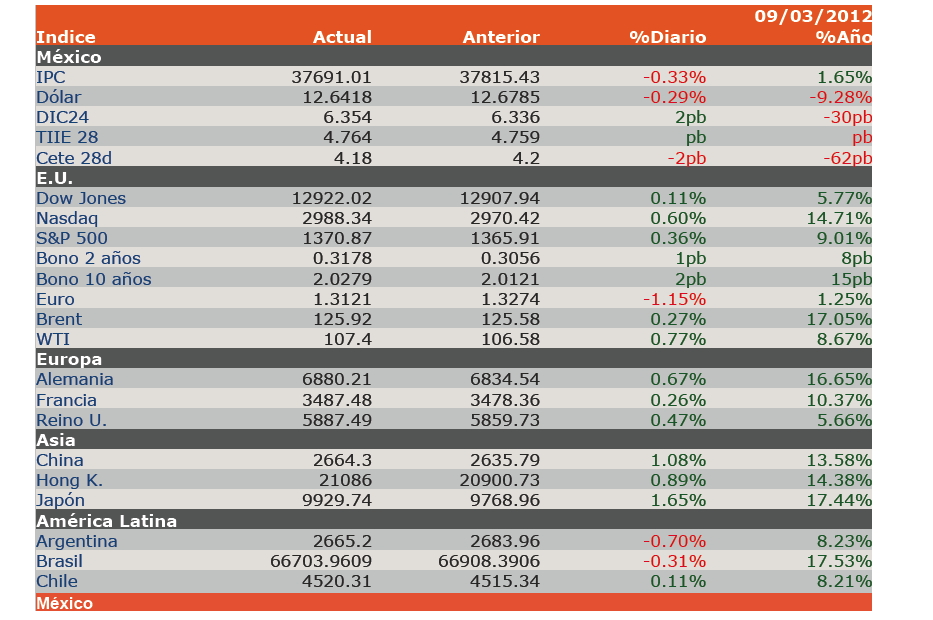 09/03/2012
Indice Actual Anterior %Diario %Año
México
IPC 37691.01 37815.43 -0.33% 1.65%
Dólar 12.6418 12.6785 -0.29% -9.28%
DIC24 6.354 6.336 2pb -30pb
TIIE 28 4.764 4.759 pb pb
Cete 28d 4.18 4.2 -2pb -62pb
E.U.
Dow Jones 12922.02 12907.94 0.11% 5.77%
Nasdaq 2988.34 2970.42 0.60% 14.71%
S&P 500 1370.87 1365.91 0.36% 9.01%
Bono 2 años 0.3178 0.3056 1pb 8pb
Bono 10 años 2.0279 2.0121 2pb 15pb
Euro 1.3121 1.3274 -1.15% 1.25%
Brent 125.92 125.58 0.27% 17.05%
WTI 107.4 106.58 0.77% 8.67%
Europa
Alemania 6880.21 6834.54 0.67% 16.65%
Francia 3487.48 3478.36 0.26% 10.37%
Reino U. 5887.49 5859.73 0.47% 5.66%
Asia
China 2664.3 2635.79 1.08% 13.58%
Hong K. 21086 20900.73 0.89% 14.38%
Japón 9929.74 9768.96 1.65% 17.44%
América Latina
Argentina 2665.2 2683.96 -0.70% 8.23%
Brasil 66703.9609 66908.3906 -0.31% 17.53%
Chile 4520.31 4515.34 0.11% 8.21%
México